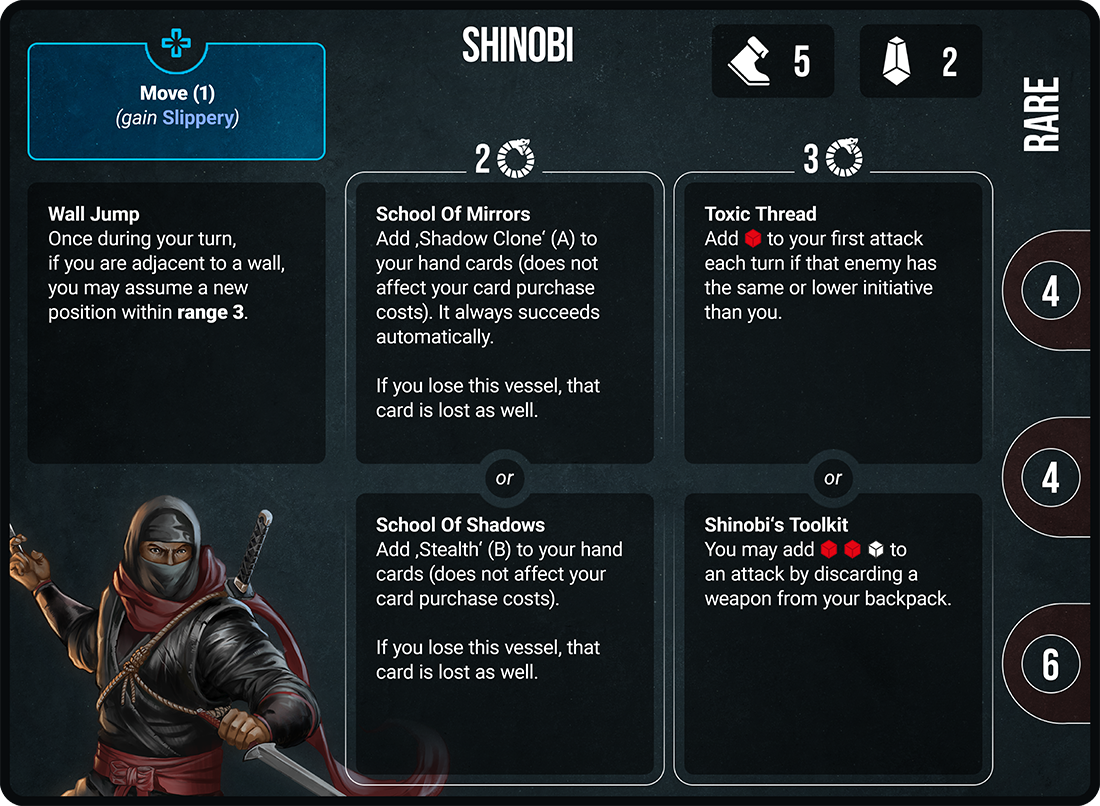 SHINOBI
5
2
RARE
Move (1)
(gain Slippery)
Wall Jump
Once during your turn,
if you are adjacent to a wall,
you may assume a new
position within range 3.
2
School Of Mirrors
Add ‚Shadow Clone‘ (A) to
your hand cards (does not
affect your card purchase
costs). It always succeeds
automatically.
If you lose this vessel, that
card is lost as well.
or
School Of Shadows
Add ‚Stealth‘ (B) to your hand
cards (does not affect your
card purchase costs).
If you lose this vessel, that
card is lost as well.
3
Toxic Thread
Add to your first attack
each turn if that enemy has
the same or lower initiative
than you.
or
Shinobi‘s Toolkit
You may add to
an attack by discarding a
weapon from your backpack.
4
4
6